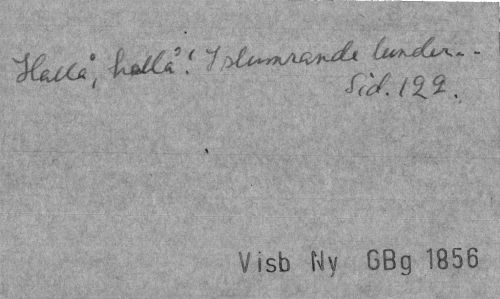 Hallå, hallå! I slumrande lunder--
Sid. 122.
Visb Ny GBg 1856